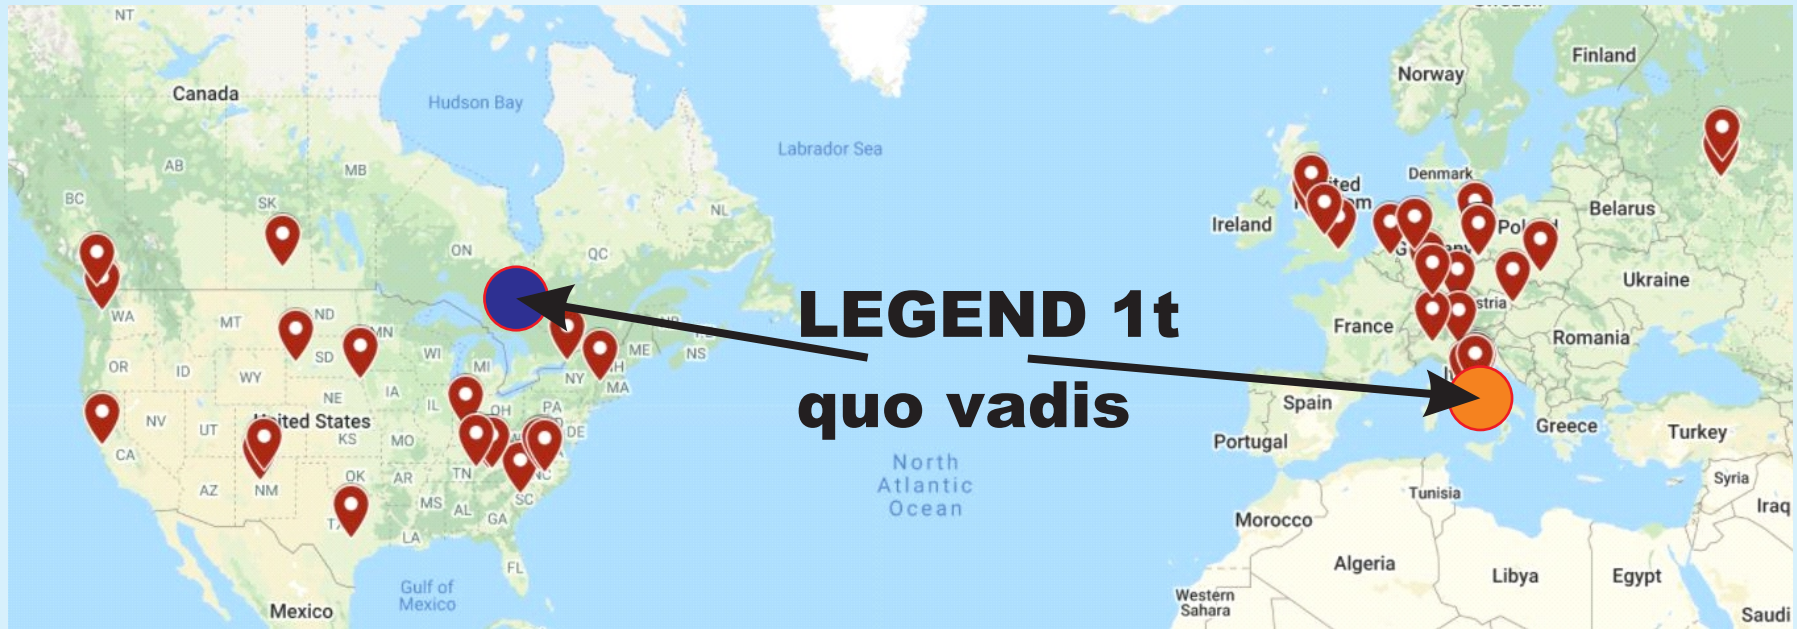 NT
Canada
Hudson Bay
Labrador Sea
Norway
Finland
AB
MB
BC
SK
Denmark
NL
Ireland
Belarus
ON
QC
Ukraine
WA
MT
ND
MN
LEGEND 1t
France
Romania
OR
ID
SD
WI
MI
ME
NS
WY
NY
MA
quo vadis
NE
IA
IL
OH
PA
Spain
Greece
Turkey
NV
UT
United States
KS
MO
DE
Portugal
CA
AZ
NM
OK
AR
TN
NC
SC
North
Atlantic
Ocean
Tunisia
Syria
Iraq
MS
AL
GA
Morocco
LA
FL
Algeria
Libya
Egypt
Gulf of
Mexico
Mexico
Western
Sahara
Saudi